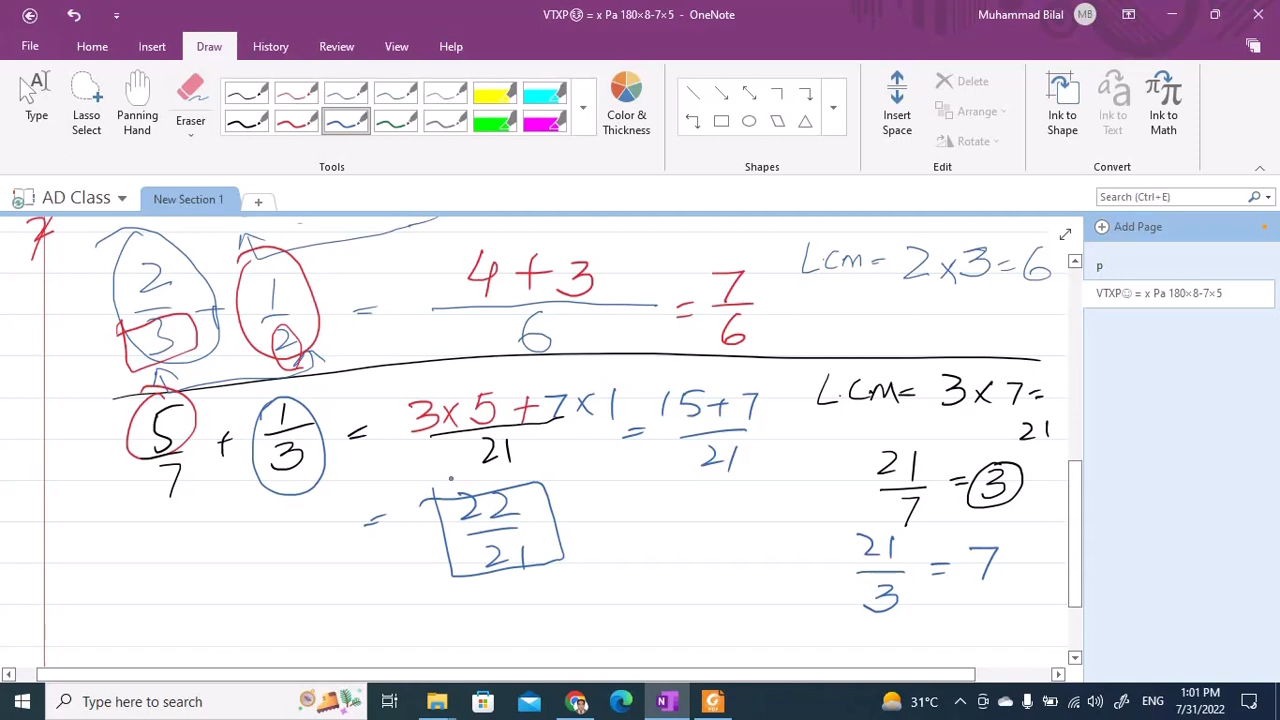 VTXP☺ = x Pa 180×8-7×5 - OneNote
Muhammad Bilal MB
File Home Insert Draw History Review View Help
Type
Lasso Select
Panning Hand
Eraser
Color & Thickness
Insert Space
Delete
Arrange
Rotate
Ink to Shape
Ink to Text
Ink to Math
Tools Shapes Edit Convert
AD Class New Section 1 +
Search (Ctrl+E)
Add Page
p
VTXP☺ = x Pa 180×8-7×5
2/3 + 1/2 = 4+3/6 = 7/6
L.CM= 2×3=6
5/7 + 1/3 = 3×5+7×1/21 = 15+7/21
= 22/21
L.CM= 3×7=
21
21/7 = 3
21/3 = 7
Type here to search
31°C
ENG
1:01 PM
7/31/2022